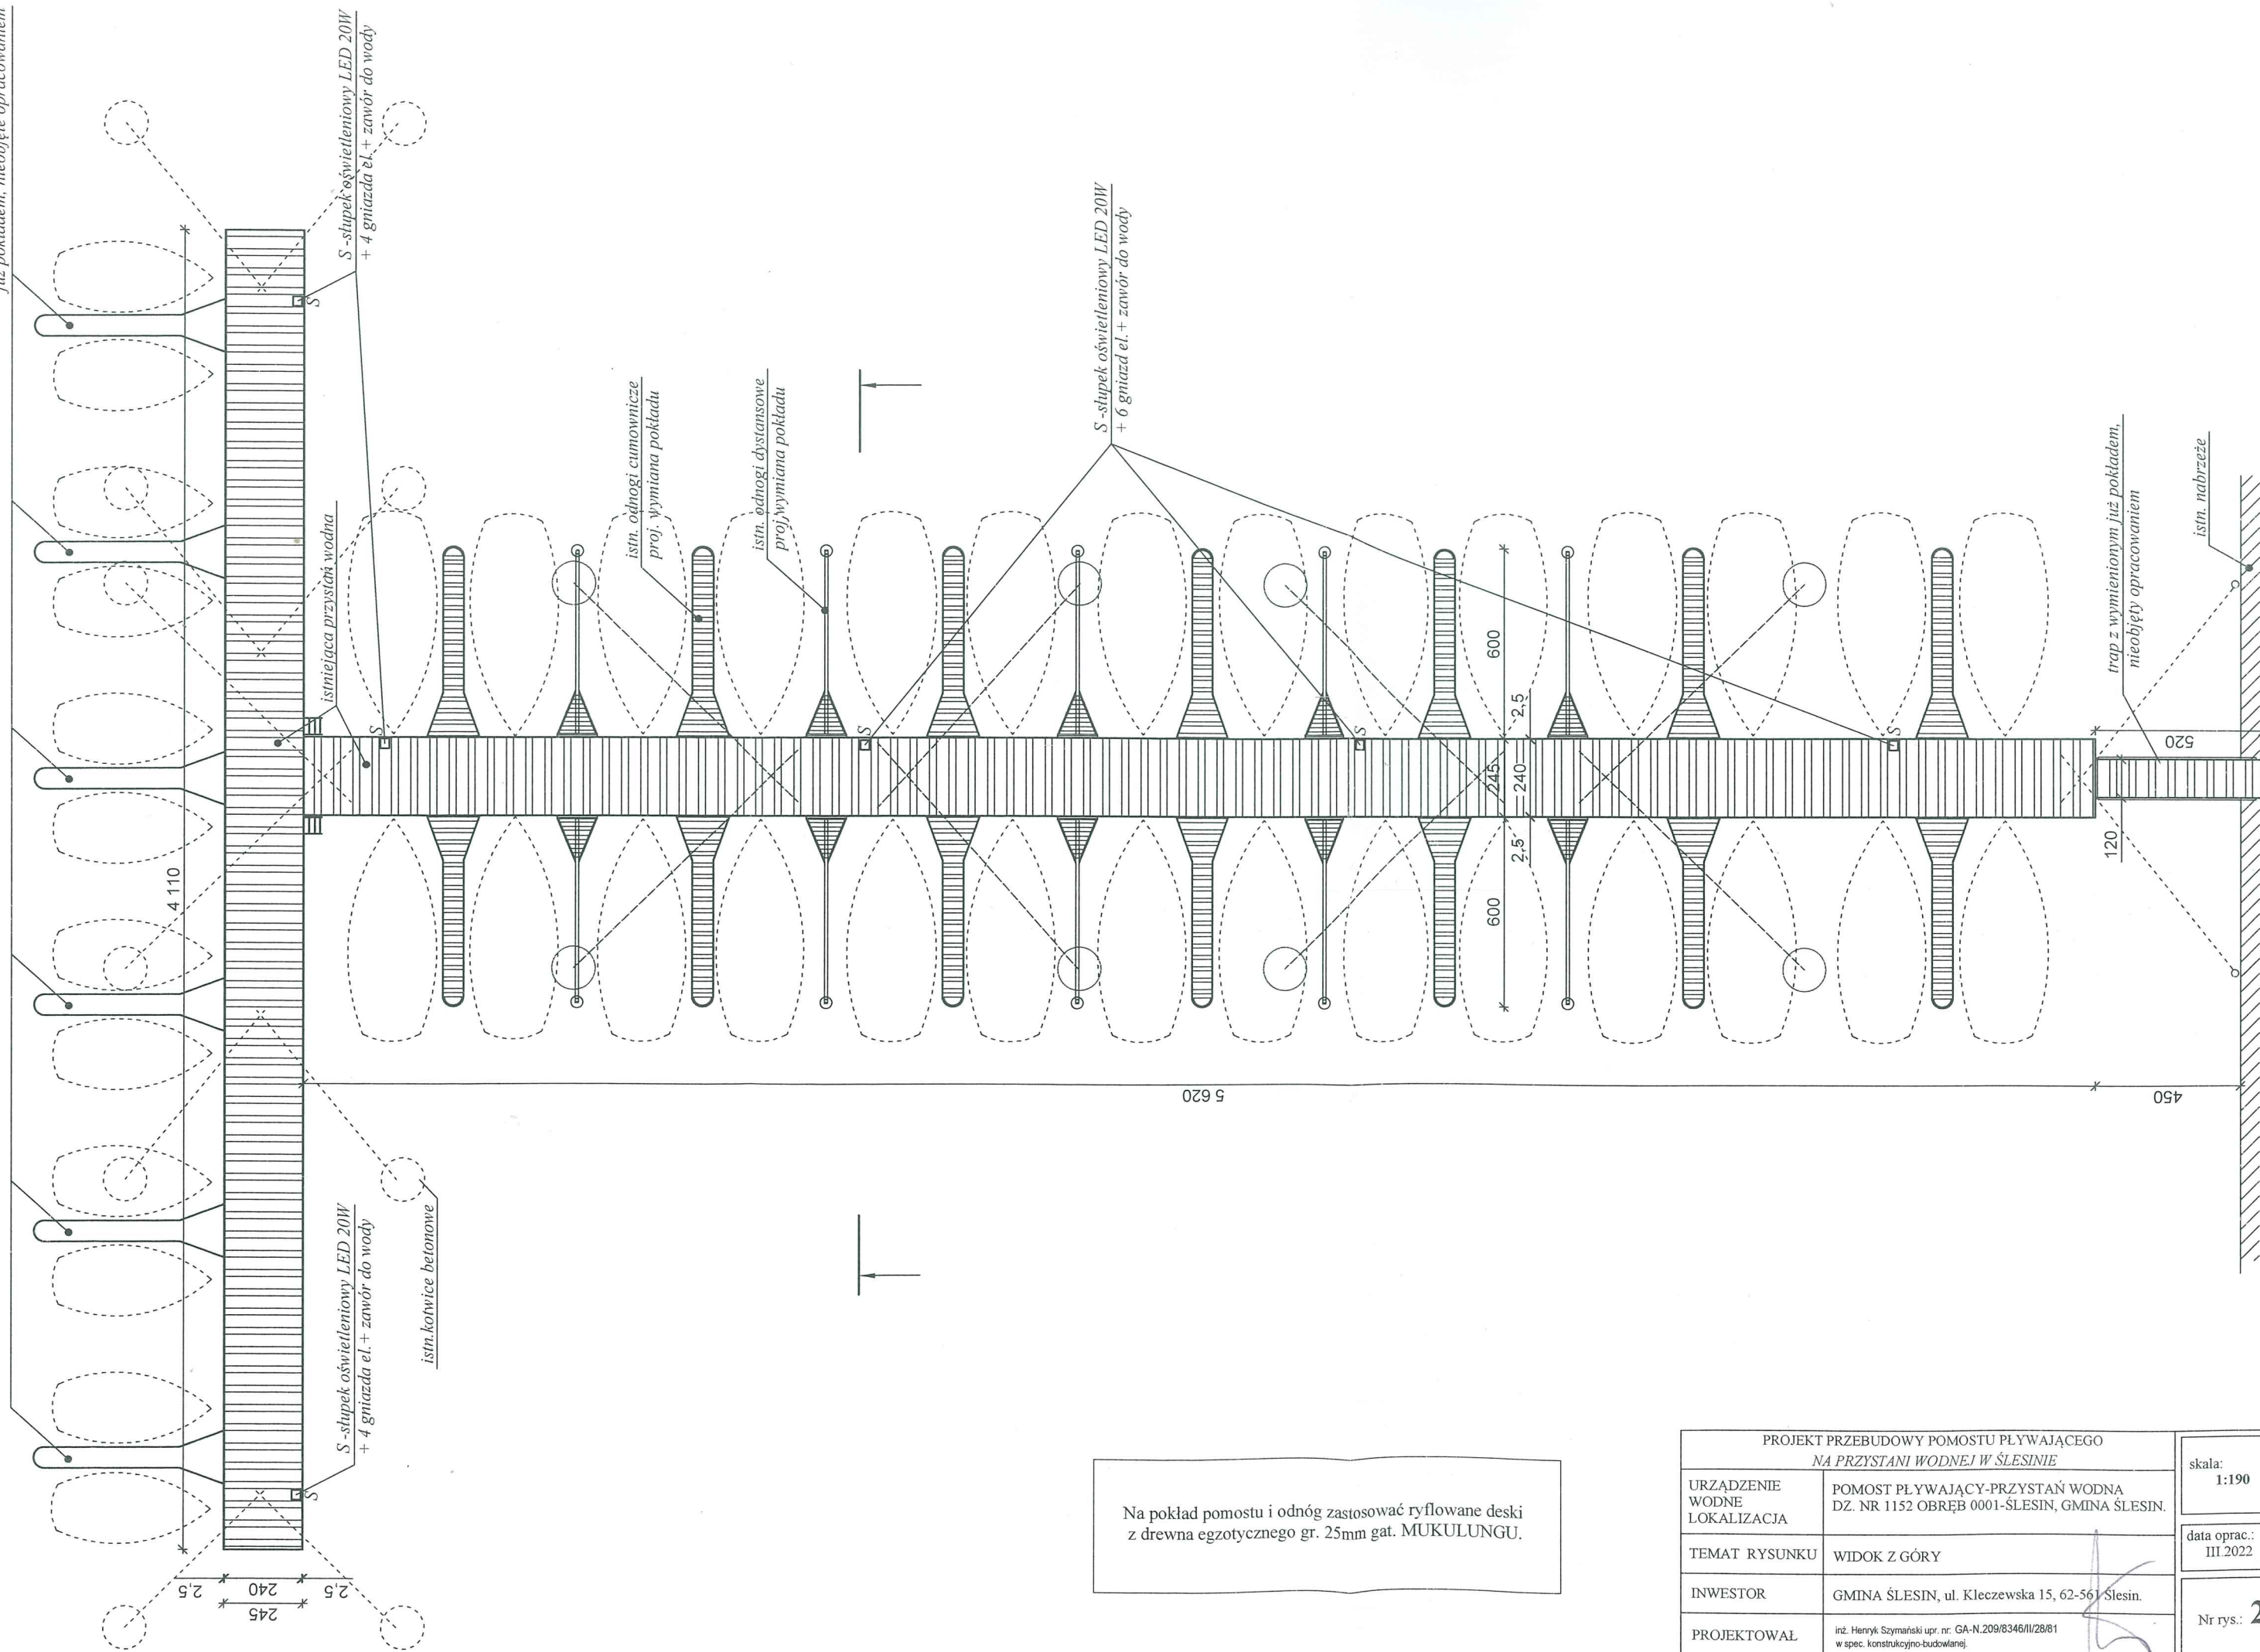 już pokładem, nieobjęte opracowaniem
S -słupek oświetleniowy LED 20W
+ 4 gniazda el.+ zawór do wody
S
4 110
istniejąca przystań wodna
S
istn. odnogi cumownicze
proj. wymiana pokładu
istn. odnogi dystansowe
proj.wymiana pokładu
S -słupek oświetleniowy LED 20W
+ 6 gniazd el.+ zawór do wody
S
S
S
600
2,5
245
240
2,5
600
trap z wymienionym już pokładem,
nieobjęty opracowaniem
istn. nabrzeże
520
120
5 620
450
S -słupek oświetleniowy LED 20W
+ 4 gniazda el.+ zawór do wody
istn.kotwice betonowe
S
2,5
240
2,5
245
Na pokład pomostu i odnóg zastosować ryflowane deski
z drewna egzotycznego gr. 25mm gat. MUKULUNGU.
PROJEKT PRZEBUDOWY POMOSTU PŁYWAJĄCEGO
NA PRZYSTANI WODNEJ W ŚLESINIE
skala:
1:190
URZĄDZENIE
WODNE
LOKALIZACJA
POMOST PŁYWAJĄCY-PRZYSTAŃ WODNA
DZ. NR 1152 OBRĘB 0001-ŚLESIN, GMINA ŚLESIN.
data oprac.:
III.2022
TEMAT RYSUNKU
WIDOK Z GÓRY
INWESTOR
GMINA ŚLESIN, ul. Kleczewska 15, 62-561 Ślesin.
Nr rys.: 2
PROJEKTOWAŁ
inż. Henryk Szymański upr. nr: GA-N.209/8346/II/28/81
w spec. konstrukcyjno-budowlanej.